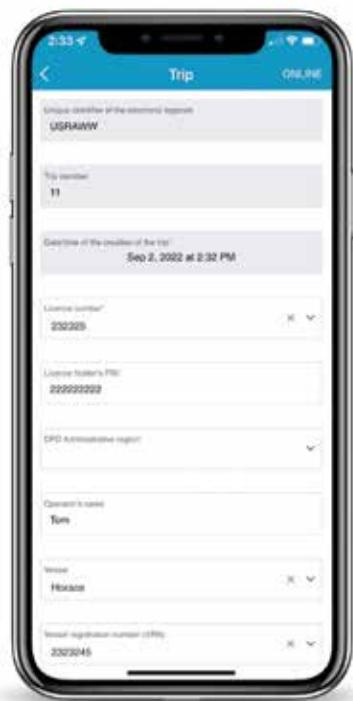 2:33
Trip ONLINE
Unique identifier of the electronic logbook
USRAWW
Trip number
11
Date/time of the creation of the trip*
Sep 2, 2022 at 2:32 PM
Licence number*
232323
Licence holder's FIN
222222222
DFO Administrative region*
Operator's name
Tom
Vessel
Horace
Vessel registration number (VRN)
2323245